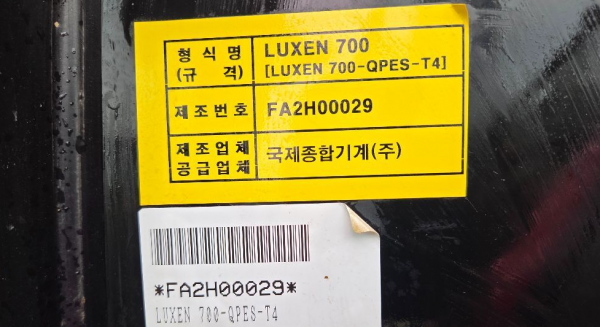 형 식 명 LUXEN 700
(규 격) [LUXEN 700-QPES-T4]
제조번호 FA2H00029
제조업체 국제종합기계(주)
공급업체
*FA2H00029*
LUXEN 700-QPES-T4